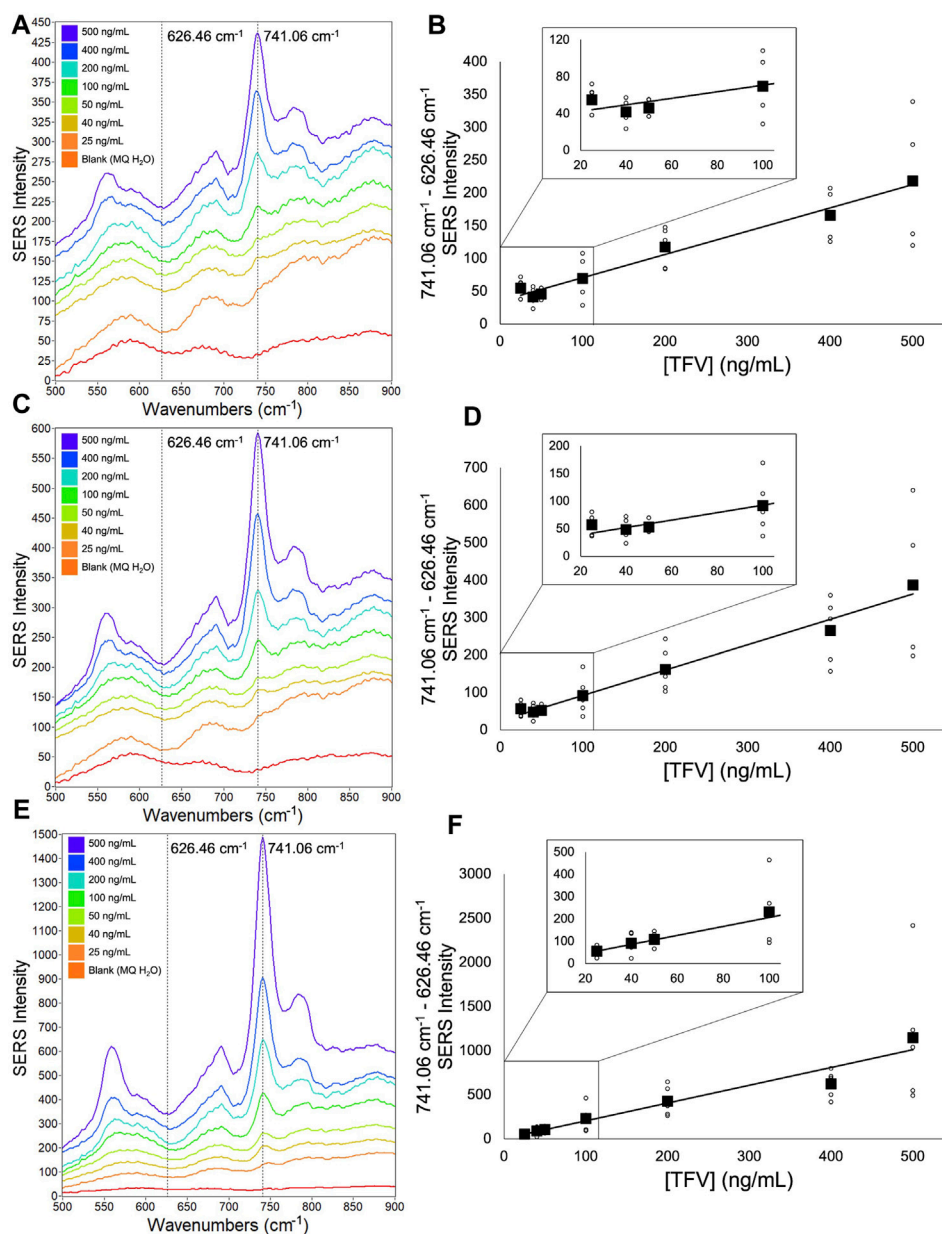 A
450
425
400
375
350
325
300
275
250
225
200
175
150
125
100
75
50
25
0
SERS Intensity
500 ng/mL
400 ng/mL
200 ng/mL
100 ng/mL
50 ng/mL
40 ng/mL
25 ng/mL
Blank (MQ H₂O)
626.46 cm⁻¹
741.06 cm⁻¹
500 550 600 650 700 750 800 850 900
Wavenumbers (cm⁻¹)
B
741.06 cm⁻¹ - 626.46 cm⁻¹
SERS Intensity
400
350
300
250
200
150
100
50
0
120
80
40
0
20 40 60 80 100
0 100 200 300 400 500
[TFV] (ng/mL)
C
600
550
500
450
400
350
300
250
200
150
100
50
0
SERS Intensity
500 ng/mL
400 ng/mL
200 ng/mL
100 ng/mL
50 ng/mL
40 ng/mL
25 ng/mL
Blank (MQ H₂O)
626.46 cm⁻¹
741.06 cm⁻¹
500 550 600 650 700 750 800 850 900
Wavenumbers (cm⁻¹)
D
741.06 cm⁻¹ - 626.46 cm⁻¹
SERS Intensity
700
600
500
400
300
200
100
0
200
150
100
50
0
20 40 60 80 100
0 100 200 300 400 500
[TFV] (ng/mL)
E
1500
1400
1300
1200
1100
1000
900
800
700
600
500
400
300
200
100
0
SERS Intensity
500 ng/mL
400 ng/mL
200 ng/mL
100 ng/mL
50 ng/mL
40 ng/mL
25 ng/mL
Blank (MQ H₂O)
626.46 cm⁻¹
741.06 cm⁻¹
500 550 600 650 700 750 800 850 900
Wavenumbers (cm⁻¹)
F
741.06 cm⁻¹ - 626.46 cm⁻¹
SERS Intensity
3000
2500
2000
1500
1000
500
0
500
400
300
200
100
0
20 40 60 80 100
0 100 200 300 400 500
[TFV] (ng/mL)